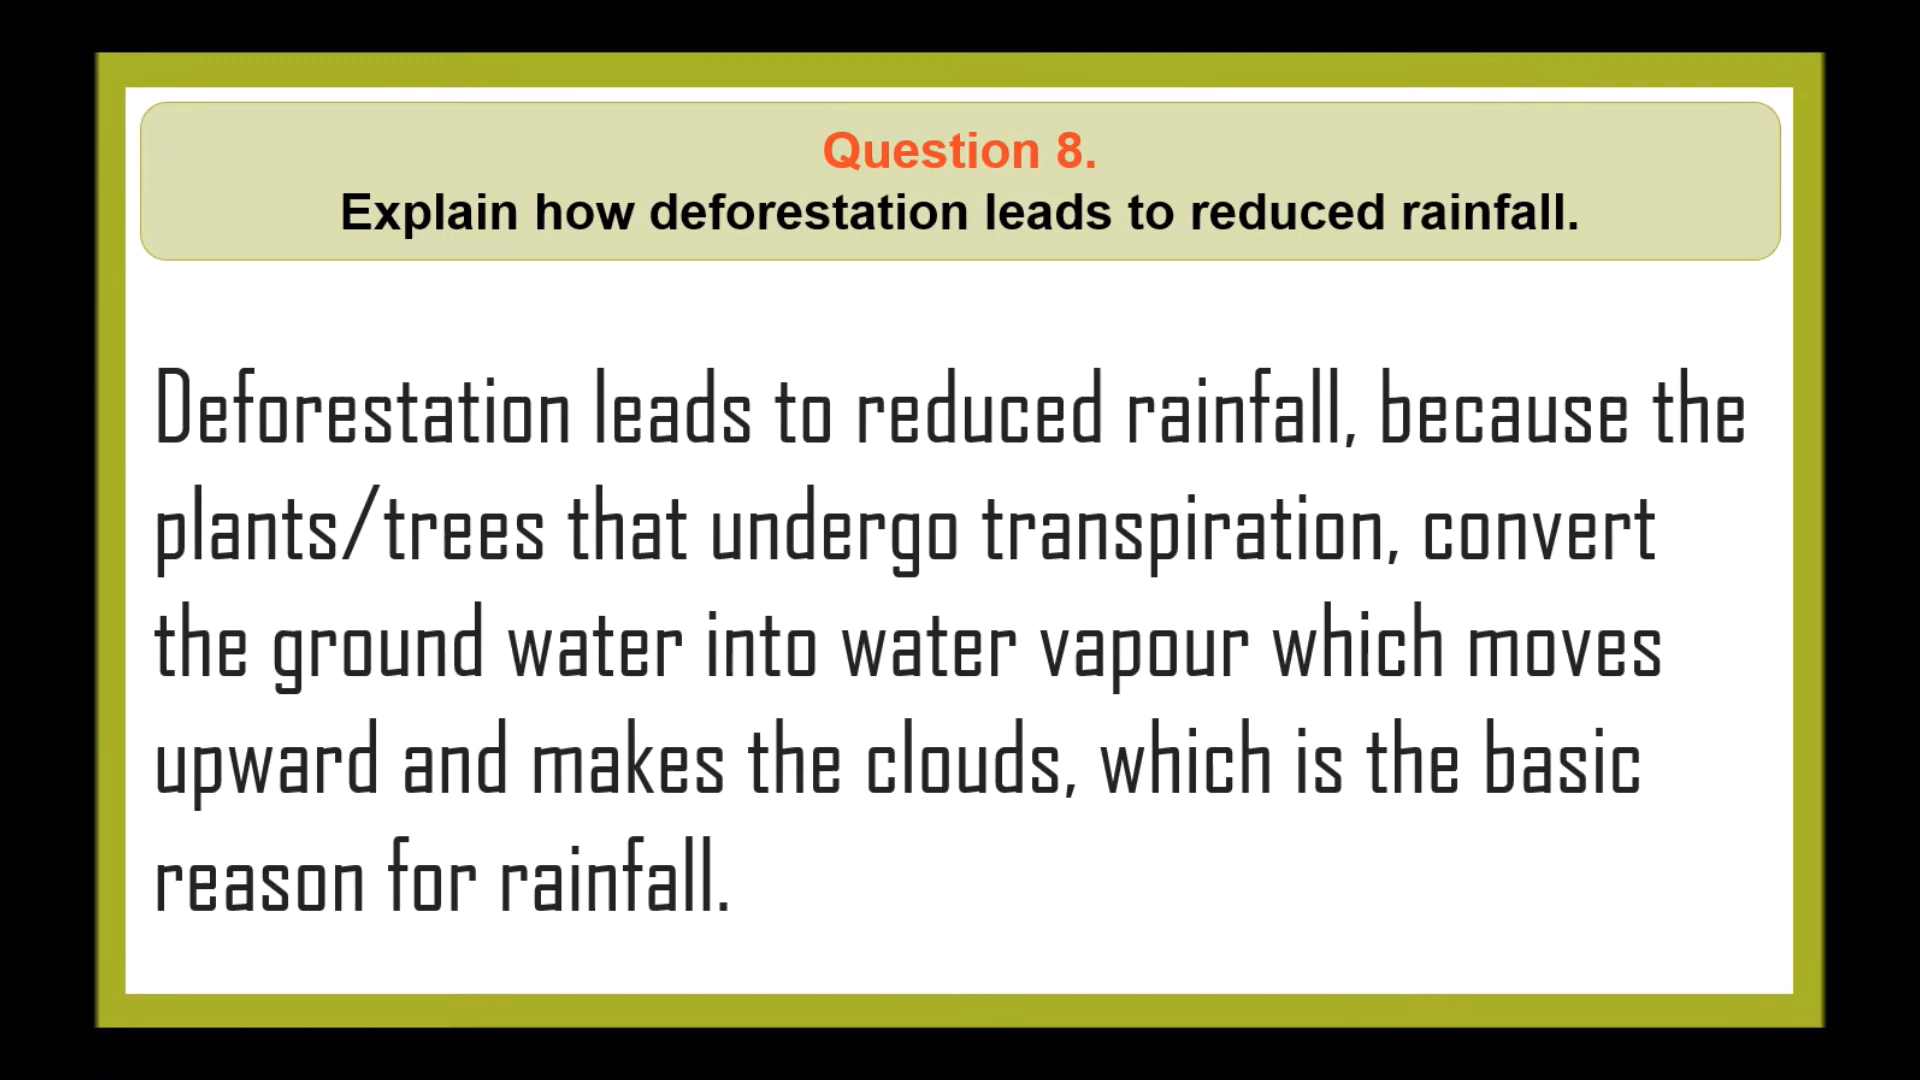 Question 8.
Explain how deforestation leads to reduced rainfall.
Deforestation leads to reduced rainfall, because the
plants/trees that undergo transpiration, convert
the ground water into water vapour which moves
upward and makes the clouds, which is the basic
reason for rainfall.